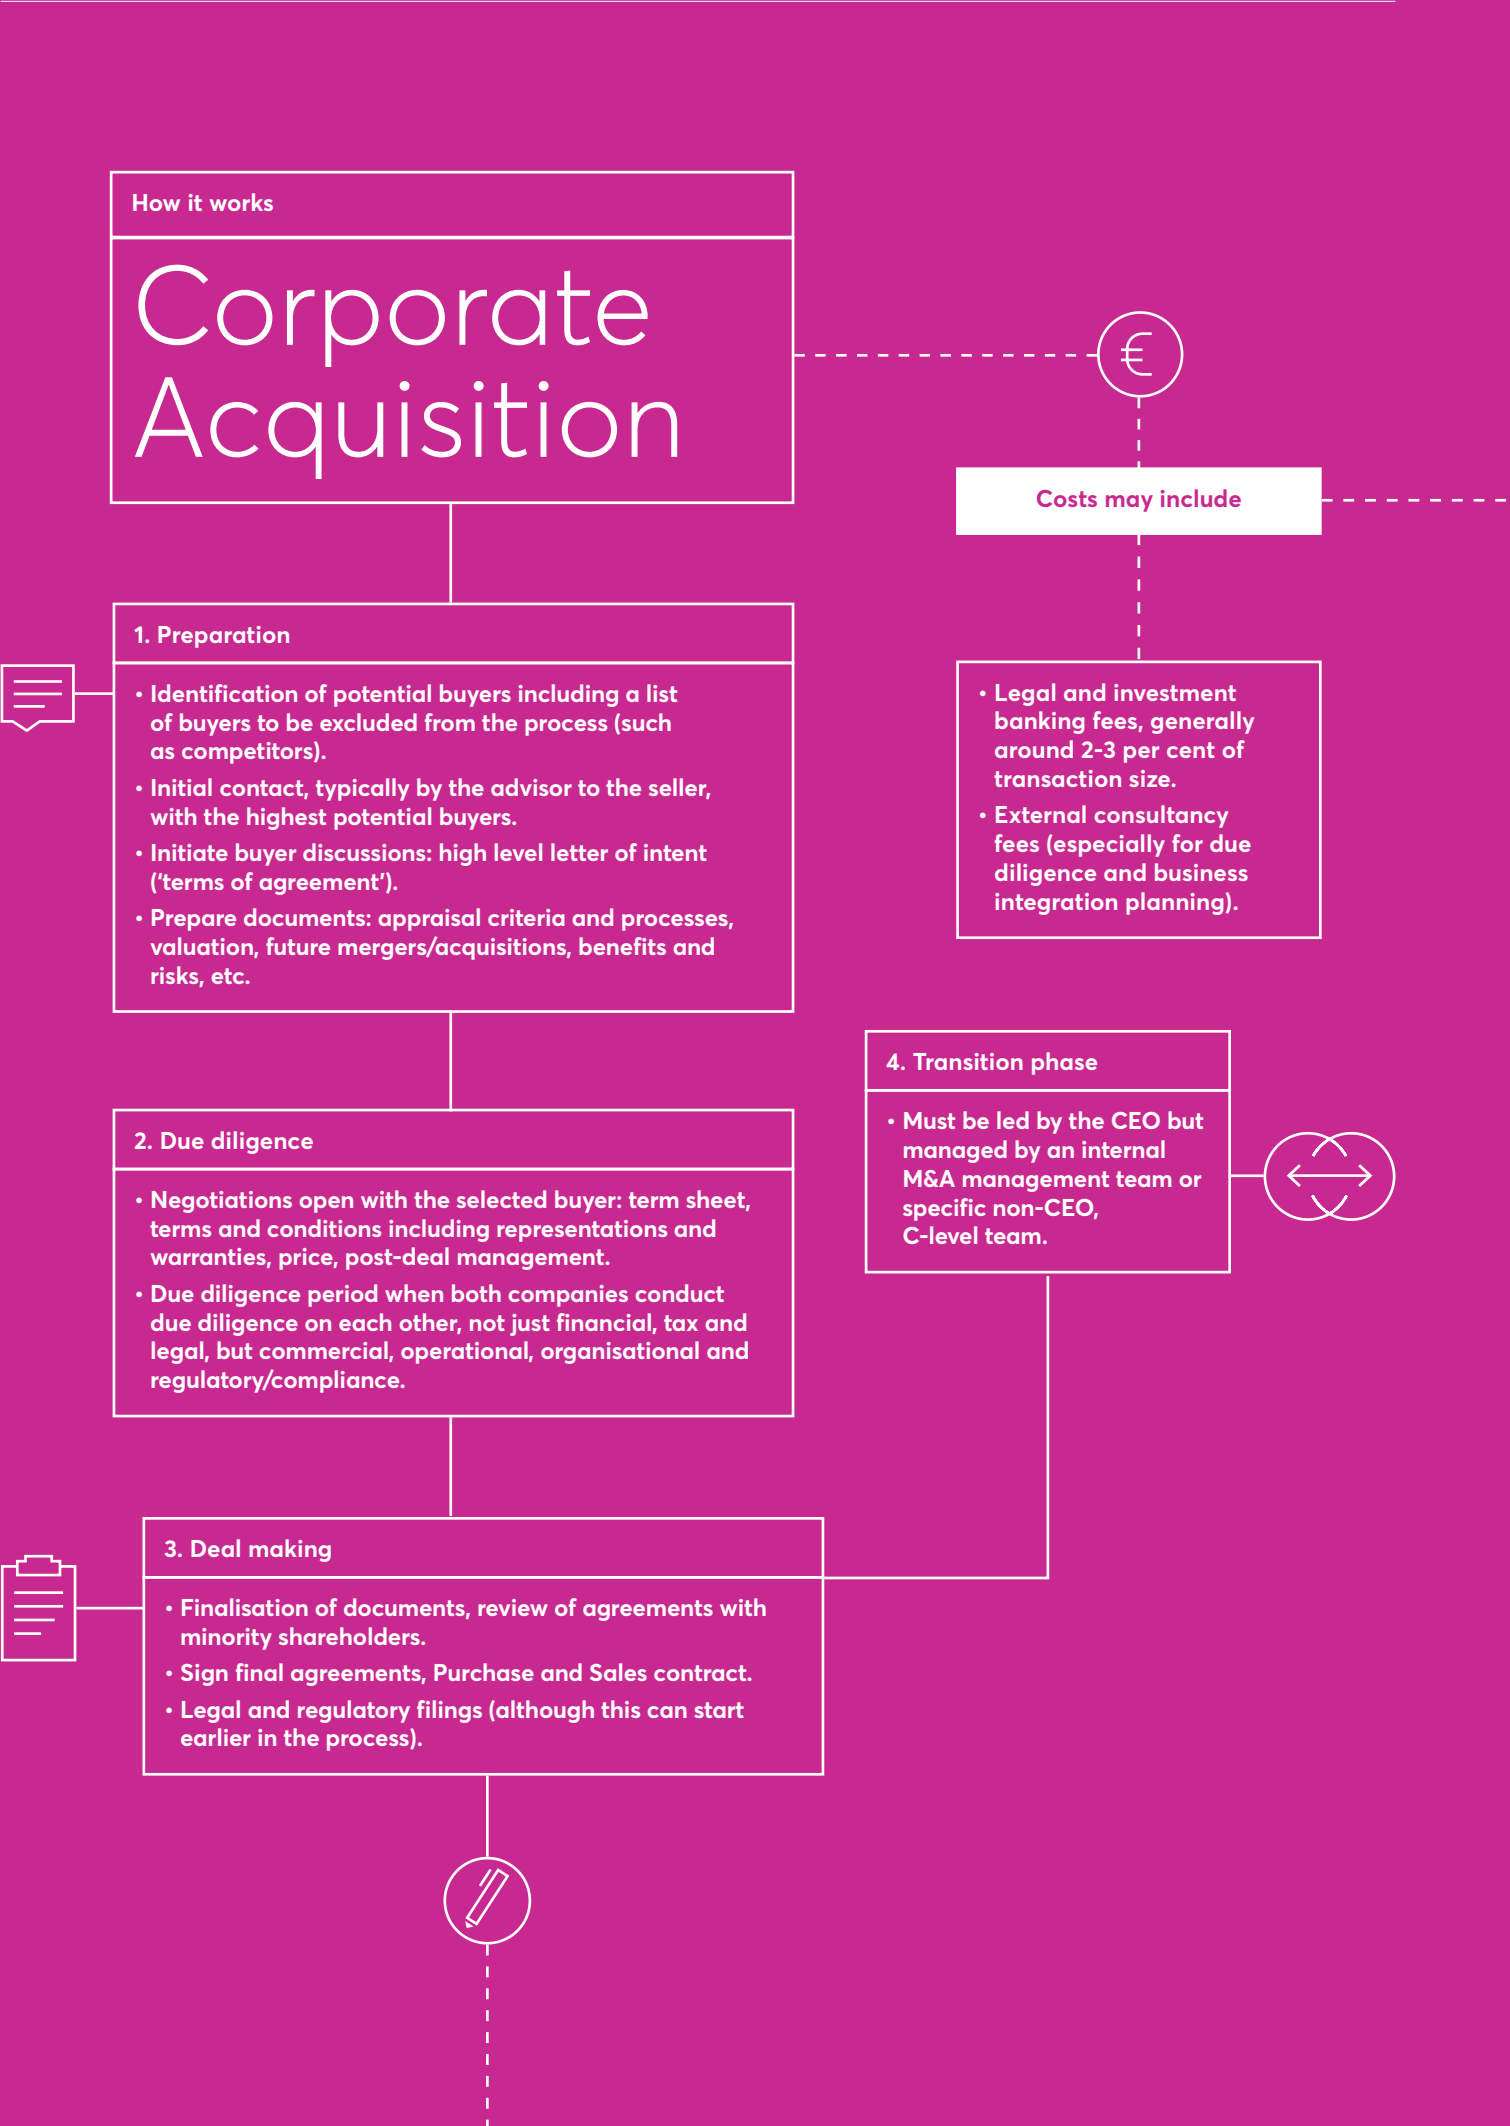 How it works
Corporate
Acquisition
€
Costs may include
1. Preparation
• Identification of potential buyers including a list
of buyers to be excluded from the process (such
as competitors).
• Initial contact, typically by the advisor to the seller,
with the highest potential buyers.
• Initiate buyer discussions: high level letter of intent
(‘terms of agreement’).
• Prepare documents: appraisal criteria and processes,
valuation, future mergers/acquisitions, benefits and
risks, etc.
• Legal and investment
banking fees, generally
around 2-3 per cent of
transaction size.
• External consultancy
fees (especially for due
diligence and business
integration planning).
2. Due diligence
• Negotiations open with the selected buyer: term sheet,
terms and conditions including representations and
warranties, price, post-deal management.
• Due diligence period when both companies conduct
due diligence on each other, not just financial, tax and
legal, but commercial, operational, organisational and
regulatory/compliance.
3. Deal making
• Finalisation of documents, review of agreements with
minority shareholders.
• Sign final agreements, Purchase and Sales contract.
• Legal and regulatory filings (although this can start
earlier in the process).
4. Transition phase
• Must be led by the CEO but
managed by an internal
M&A management team or
specific non-CEO,
C-level team.